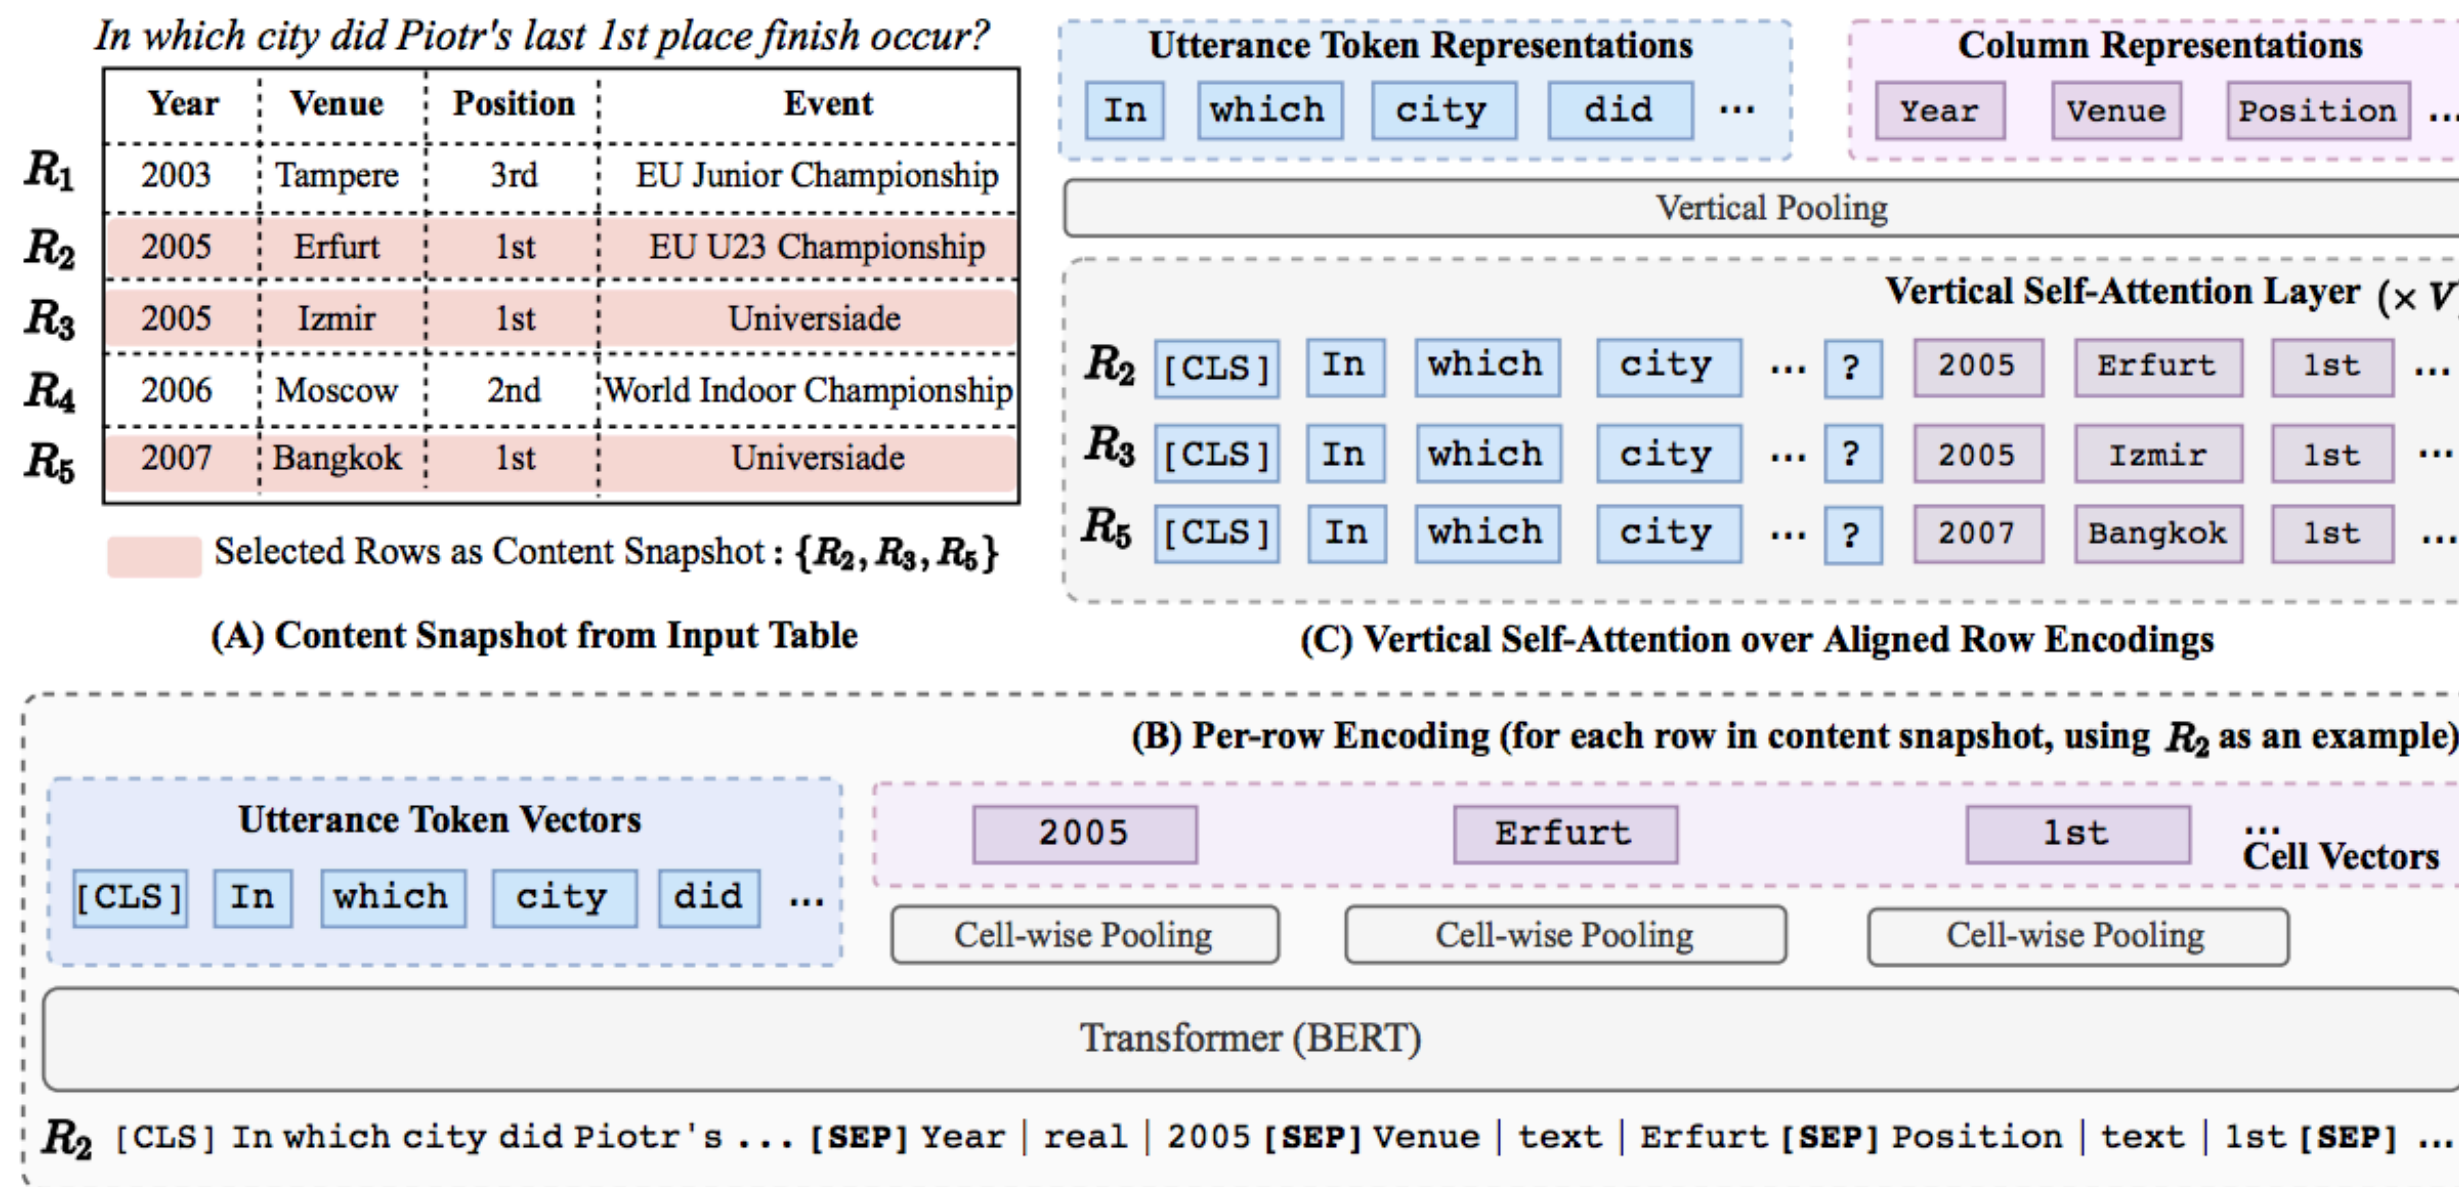 In which city did Piotr's last 1st place finish occur?
Year Venue Position Event
R1 2003 Tampere 3rd EU Junior Championship
R2 2005 Erfurt 1st EU U23 Championship
R3 2005 Izmir 1st Universiade
R4 2006 Moscow 2nd World Indoor Championship
R5 2007 Bangkok 1st Universiade
Selected Rows as Content Snapshot : {R2, R3, R5}
(A) Content Snapshot from Input Table
Utterance Token Representations
In which city did ...
Column Representations
Year Venue Position ...
Vertical Pooling
Vertical Self-Attention Layer (× V
R2 [CLS] In which city ... ? 2005 Erfurt 1st ...
R3 [CLS] In which city ... ? 2005 Izmir 1st ...
R5 [CLS] In which city ... ? 2007 Bangkok 1st ...
(C) Vertical Self-Attention over Aligned Row Encodings
(B) Per-row Encoding (for each row in content snapshot, using R2 as an example)
Utterance Token Vectors
[CLS] In which city did ...
2005 Erfurt 1st ...
Cell Vectors
Cell-wise Pooling Cell-wise Pooling Cell-wise Pooling
Transformer (BERT)
R2 [CLS] In which city did Piotr's ... [SEP] Year | real | 2005 [SEP] Venue | text | Erfurt [SEP] Position | text | 1st [SEP] ...